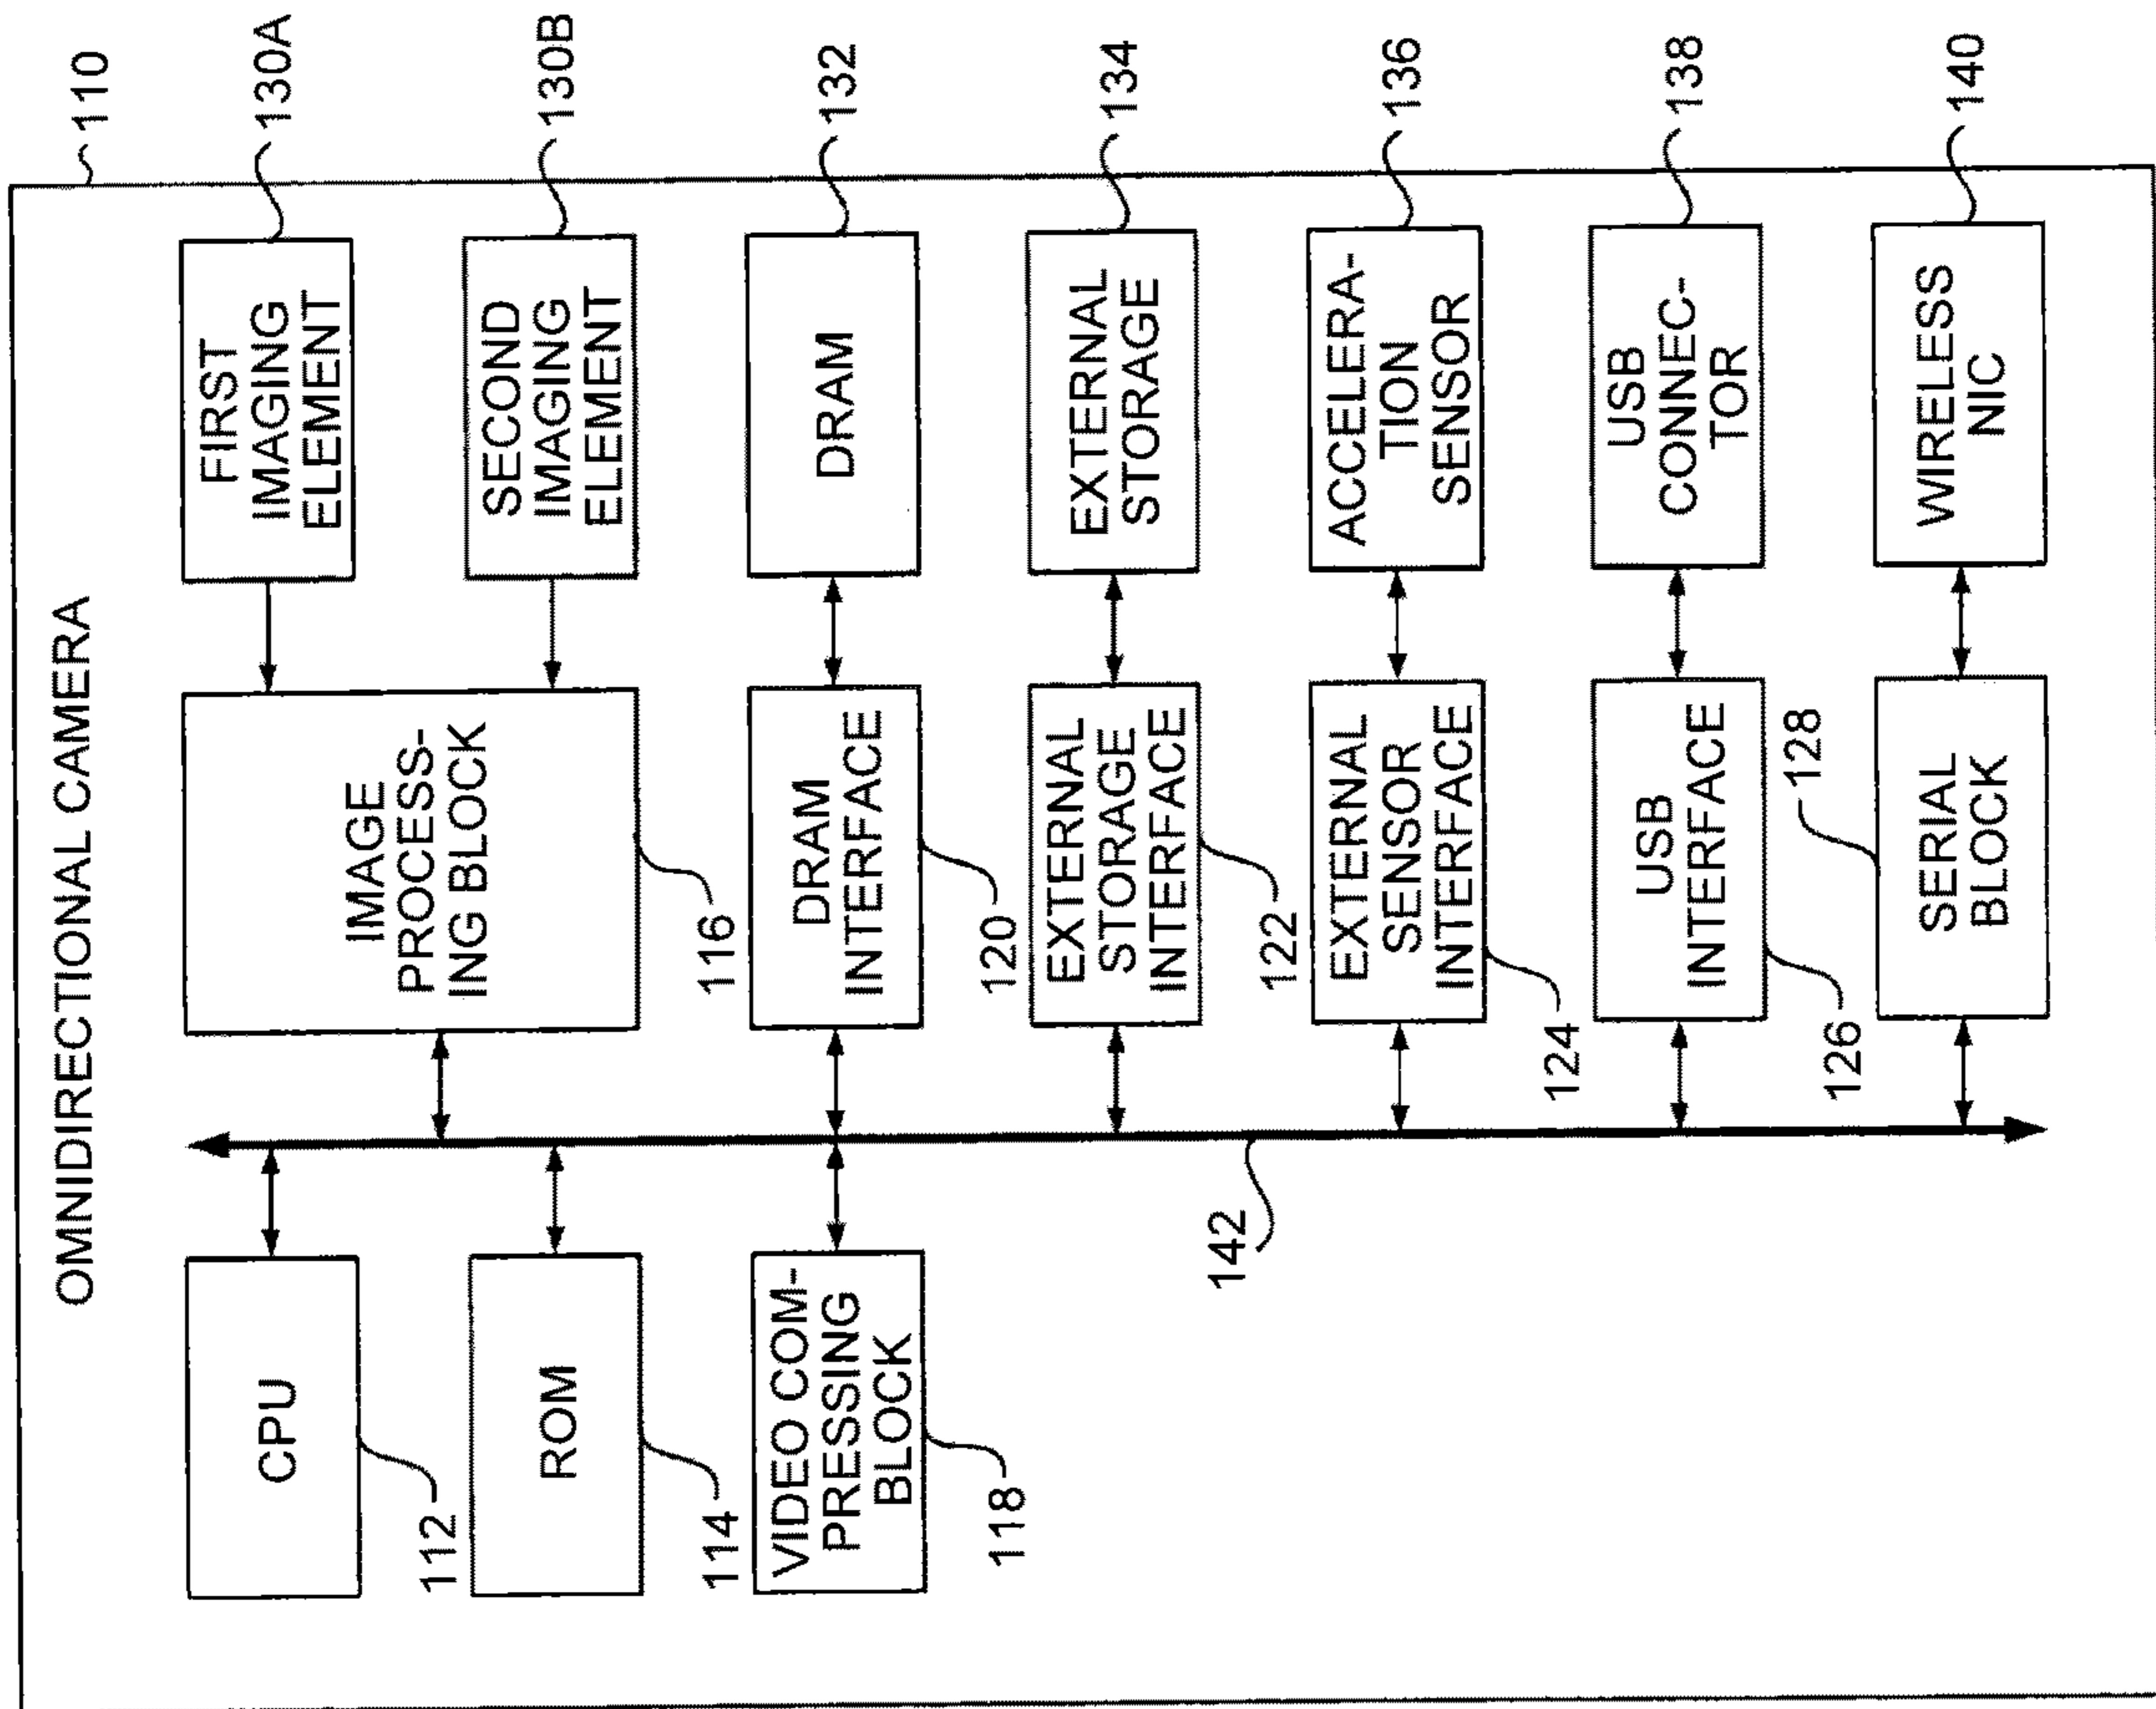 OMNIDIRECTIONAL CAMERA
110
CPU
112
ROM
114
VIDEO COM-
PRESSING
BLOCK
118
142
IMAGE
PROCESS-
ING BLOCK
116
DRAM
INTERFACE
120
EXTERNAL
STORAGE
INTERFACE
122
EXTERNAL
SENSOR
INTERFACE
124
USB
INTERFACE
126
SERIAL
BLOCK
128
FIRST
IMAGING
ELEMENT
130A
SECOND
IMAGING
ELEMENT
130B
DRAM
132
EXTERNAL
STORAGE
134
ACCELERA-
TION
SENSOR
136
USB
CONNEC-
TOR
138
WIRELESS
NIC
140